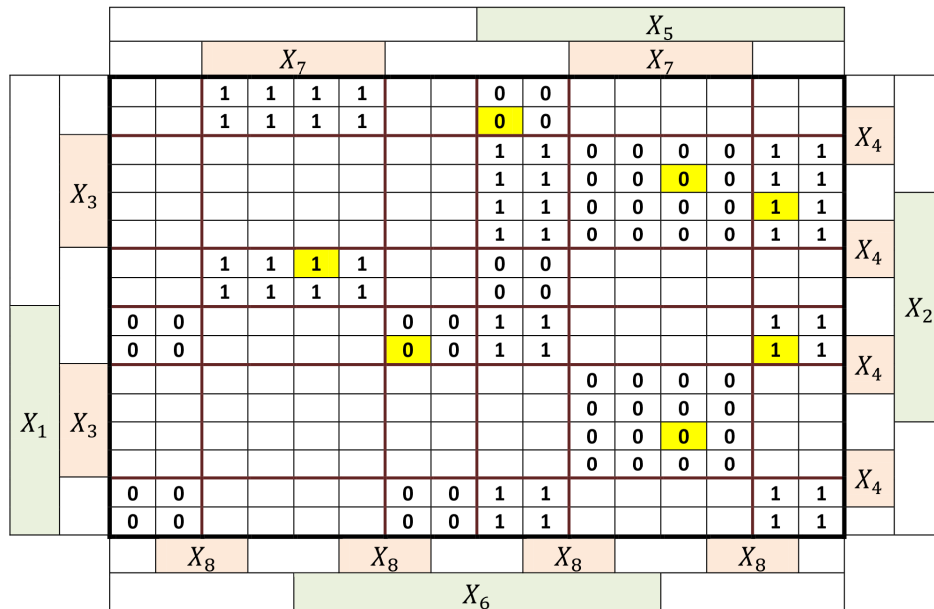 X₅
X₇ X₇
1 1 1 1 0 0
1 1 1 1 0 0
X₄
1 1 0 0 0 0 1 1
X₃ 1 1 0 0 0 0 1 1
1 1 0 0 0 0 1 1
1 1 0 0 0 0 1 1
X₄
1 1 1 1 0 0
1 1 1 1 0 0
X₂
0 0 0 0 1 1 1 1
0 0 0 0 1 1 1 1
X₄
0 0 0 0
0 0 0 0
X₁ X₃ 0 0 0 0
0 0 0 0
X₄
0 0 0 0 1 1 1 1
0 0 0 0 1 1 1 1
X₈ X₈ X₈ X₈
X₆